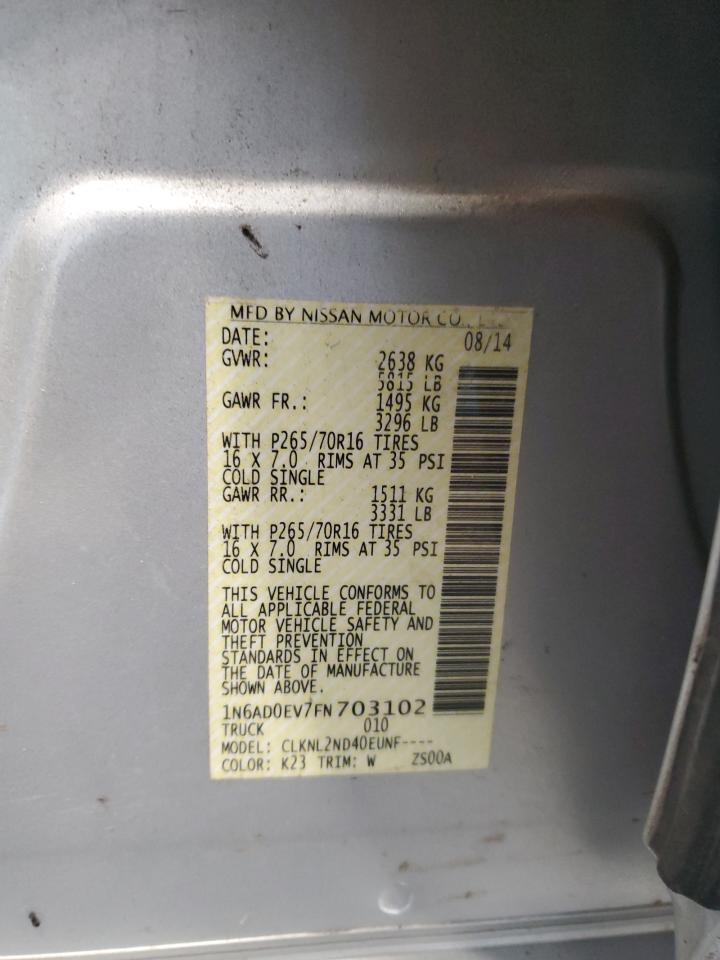 MFD BY NISSAN MOTOR CO.,
DATE: 08/14
GVWR: 2638 KG
5815 LB
GAWR FR.: 1495 KG
3296 LB
WITH P265/70R16 TIRES
16 X 7.0 RIMS AT 35 PSI
COLD SINGLE
GAWR RR.: 1511 KG
3331 LB
WITH P265/70R16 TIRES
16 X 7.0 RIMS AT 35 PSI
COLD SINGLE
THIS VEHICLE CONFORMS TO
ALL APPLICABLE FEDERAL
MOTOR VEHICLE SAFETY AND
THEFT PREVENTION
STANDARDS IN EFFECT ON
THE DATE OF MANUFACTURE
SHOWN ABOVE.
1N6AD0EV7FN703102
TRUCK 010
MODEL: CLKNL2ND40EUNF----
COLOR: K23 TRIM: W ZS00A